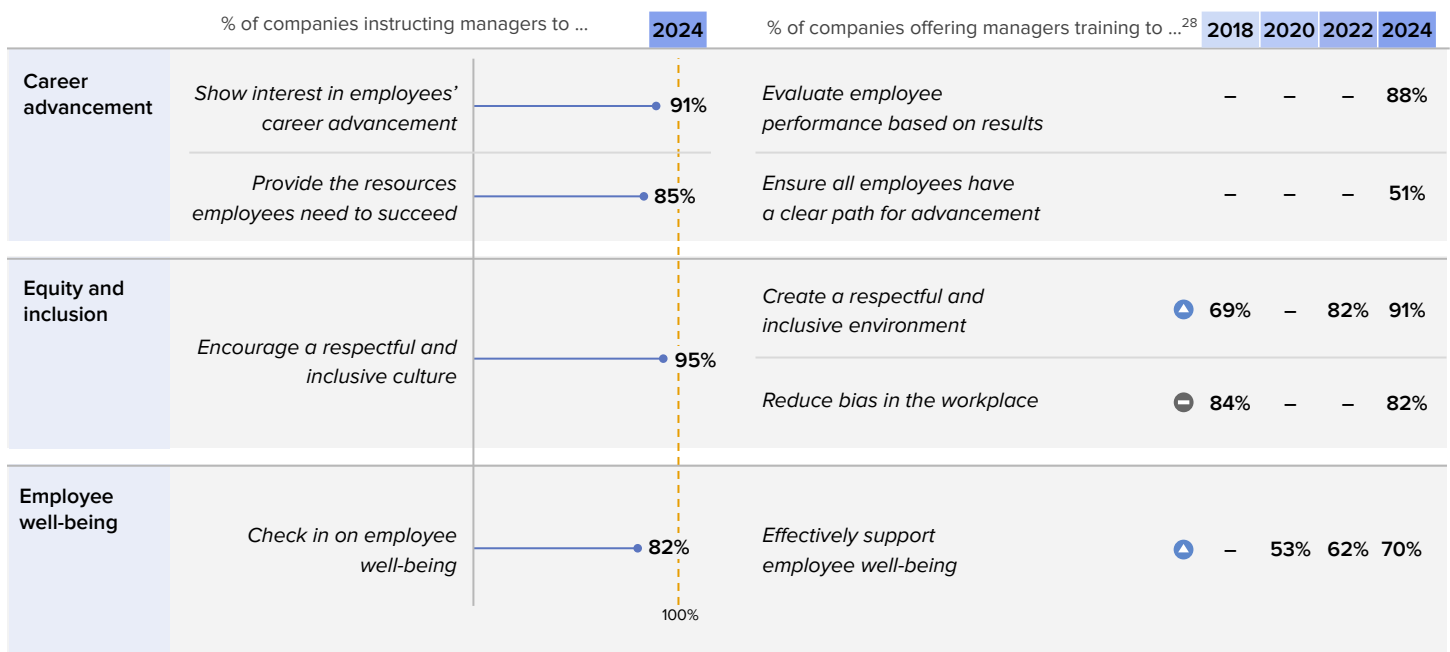 % of companies instructing managers to ...
2024
% of companies offering managers training to ...28
2018 2020 2022 2024
Career
advancement
Show interest in employees’
career advancement
91%
Evaluate employee
performance based on results
– – – 88%
Provide the resources
employees need to succeed
85%
Ensure all employees have
a clear path for advancement
– – – 51%
Equity and
inclusion
Encourage a respectful and
inclusive culture
95%
Create a respectful and
inclusive environment
69% – 82% 91%
Reduce bias in the workplace
84% – – 82%
Employee
well-being
Check in on employee
well-being
82%
100%
Effectively support
employee well-being
– 53% 62% 70%